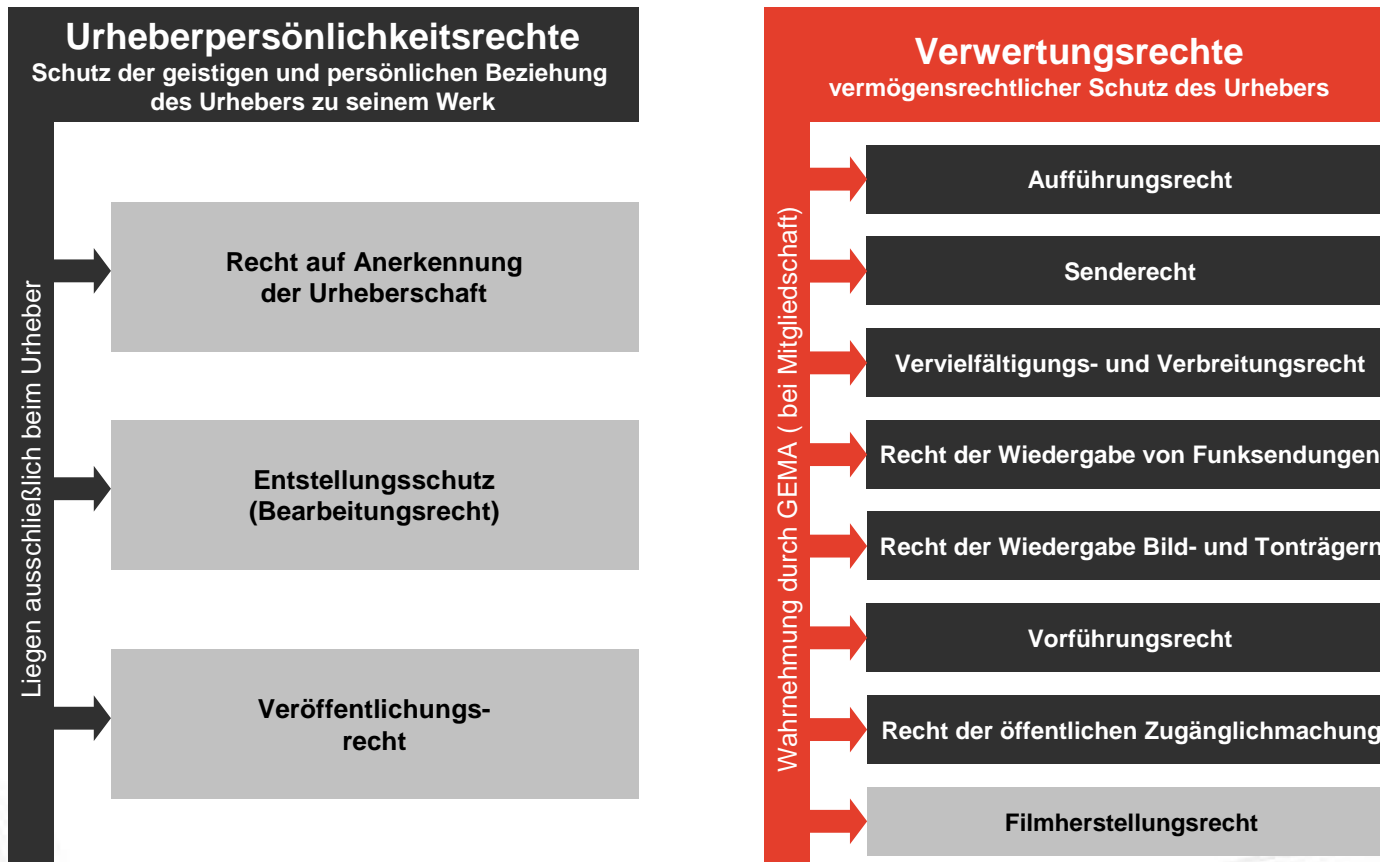 Urheberpersönlichkeitsrechte
Schutz der geistigen und persönlichen Beziehung
des Urhebers zu seinem Werk
Liegen ausschließlich beim Urheber
Recht auf Anerkennung
der Urheberschaft
Entstellungsschutz
(Bearbeitungsrecht)
Veröffentlichungs-
recht
Verwertungsrechte
vermögensrechtlicher Schutz des Urhebers
Wahrnehmung durch GEMA ( bei Mitgliedschaft)
Aufführungsrecht
Senderecht
Vervielfältigungs- und Verbreitungsrecht
Recht der Wiedergabe von Funksendungen
Recht der Wiedergabe Bild- und Tonträgern
Vorführungsrecht
Recht der öffentlichen Zugänglichmachung
Filmherstellungsrecht